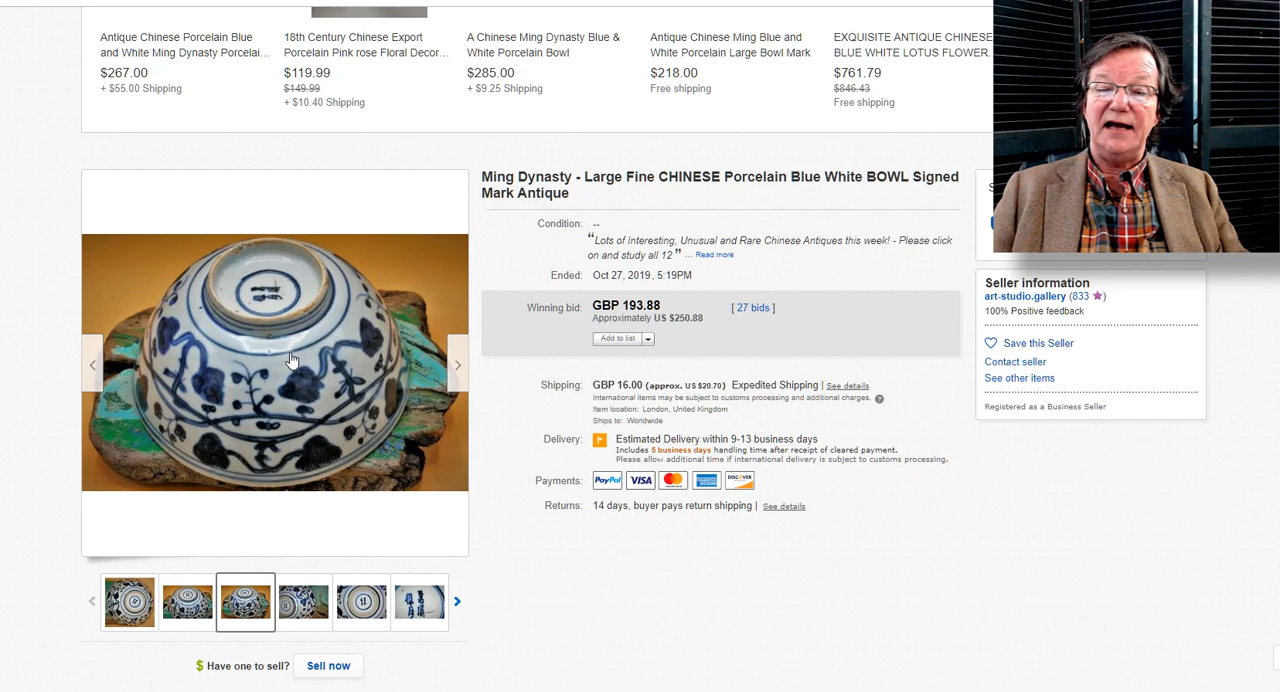 Antique Chinese Porcelain Blue
and White Ming Dynasty Porcelai...
$267.00
+ $55.00 Shipping
18th Century Chinese Export
Porcelain Pink rose Floral Decor...
$119.99
$149.99
+ $10.40 Shipping
A Chinese Ming Dynasty Blue &
White Porcelain Bowl
$285.00
+ $9.25 Shipping
Antique Chinese Ming Blue and
White Porcelain Large Bowl Mark
$218.00
Free shipping
EXQUISITE ANTIQUE CHINESE
BLUE WHITE LOTUS FLOWER...
$761.79
$846.43
Free shipping
Ming Dynasty - Large Fine CHINESE Porcelain Blue White BOWL Signed
Mark Antique
Condition: --
“Lots of Interesting, Unusual and Rare Chinese Antiques this week! - Please click
on and study all 12 ” ... Read more
Ended: Oct 27, 2019 , 5:19PM
Winning bid: GBP 193.88 [ 27 bids ]
Approximately US $250.88
Add to list
Shipping: GBP 16.00 (approx. US $20.70) Expedited Shipping | See details
International items may be subject to customs processing and additional charges. ?
Item location: London, United Kingdom
Ships to: Worldwide
Delivery: Estimated Delivery within 9-13 business days
Includes 5 business days handling time after receipt of cleared payment.
Please allow additional time if international delivery is subject to customs processing.
Payments: PayPal VISA MasterCard AMERICAN EXPRESS DISCOVER
Returns: 14 days, buyer pays return shipping | See details
S
Seller information
art-studio.gallery (833 )
100% Positive feedback
Save this Seller
Contact seller
See other items
Registered as a Business Seller
$ Have one to sell? Sell now